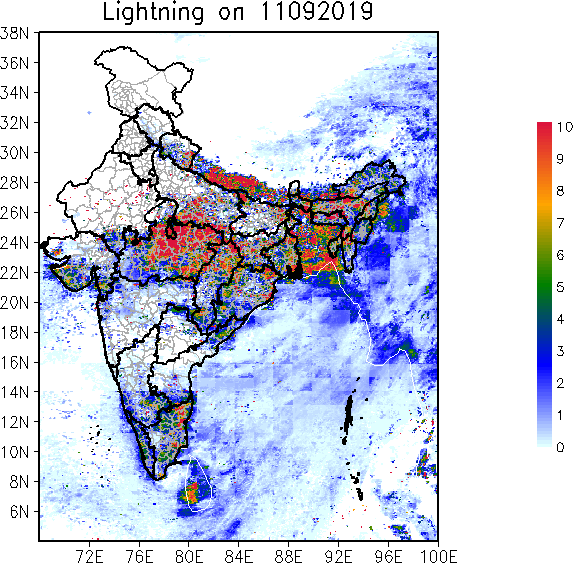 Lightning on 11092019
38N
36N
34N
32N
30N
28N
26N
24N
22N
20N
18N
16N
14N
12N
10N
8N
6N
72E 76E 80E 84E 88E 92E 96E 100E
10
9
8
7
6
5
4
3
2
1
0